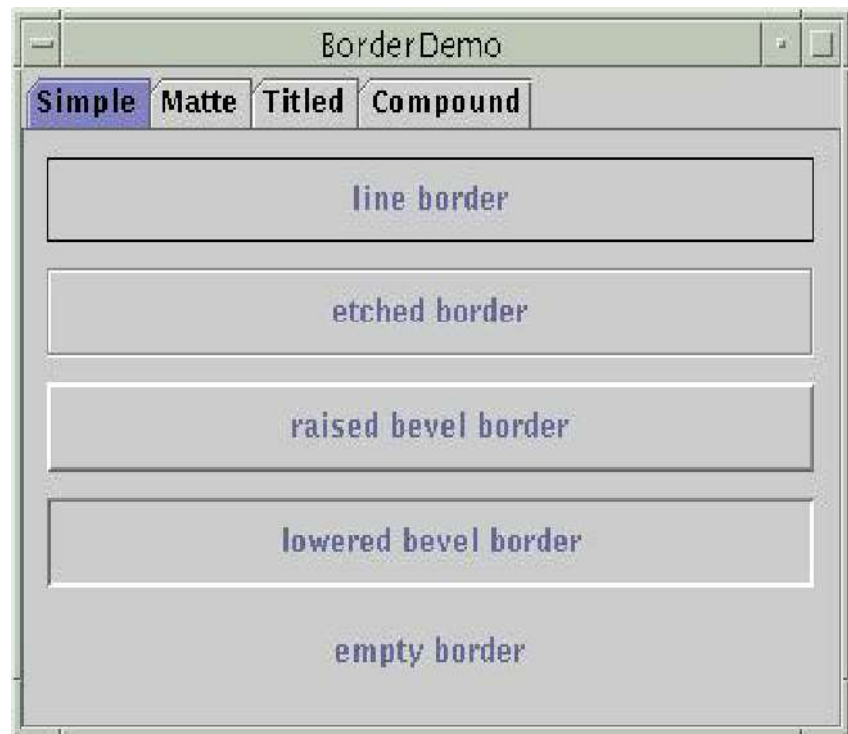 BorderDemo
Simple Matte Titled Compound
line border
etched border
raised bevel border
lowered bevel border
empty border